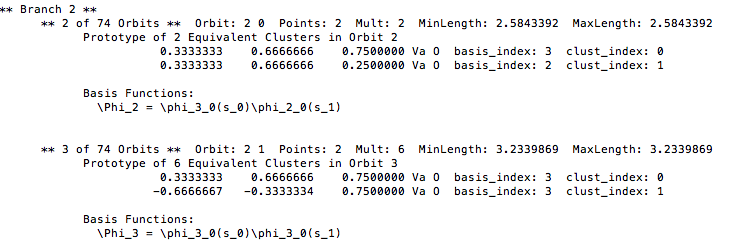 ** Branch 2 **
** 2 of 74 Orbits ** Orbit: 2 0 Points: 2 Mult: 2 MinLength: 2.5843392 MaxLength: 2.5843392
Prototype of 2 Equivalent Clusters in Orbit 2
0.3333333 0.6666666 0.7500000 Va O basis_index: 3 clust_index: 0
0.3333333 0.6666666 0.2500000 Va O basis_index: 2 clust_index: 1
Basis Functions:
\Phi_2 = \phi_3_0(s_0)\phi_2_0(s_1)
** 3 of 74 Orbits ** Orbit: 2 1 Points: 2 Mult: 6 MinLength: 3.2339869 MaxLength: 3.2339869
Prototype of 6 Equivalent Clusters in Orbit 3
0.3333333 0.6666666 0.7500000 Va O basis_index: 3 clust_index: 0
-0.6666667 -0.3333334 0.7500000 Va O basis_index: 3 clust_index: 1
Basis Functions:
\Phi_3 = \phi_3_0(s_0)\phi_3_0(s_1)